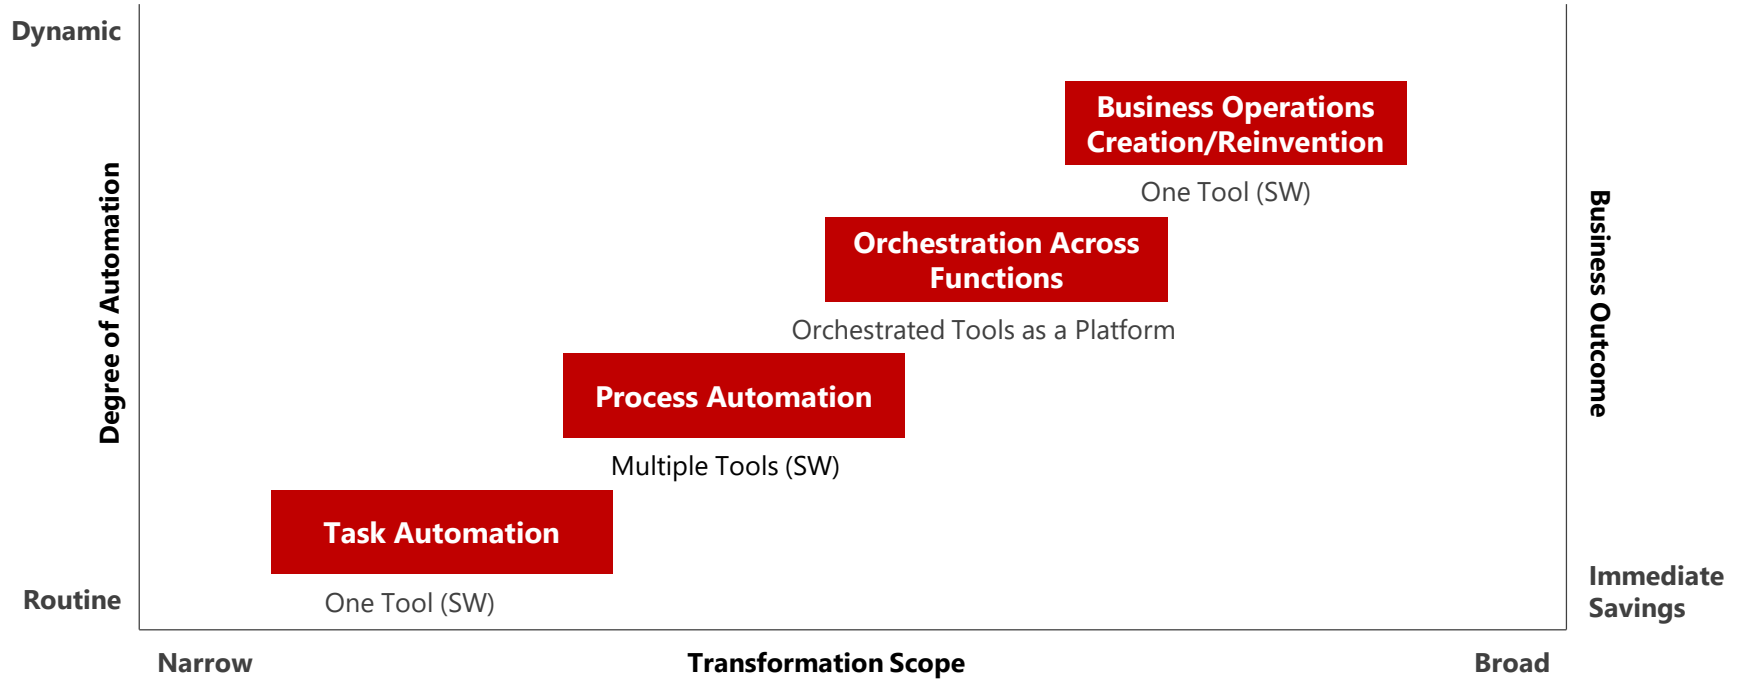 Dynamic
Business Operations
Creation/Reinvention
One Tool (SW)
Orchestration Across
Functions
Orchestrated Tools as a Platform
Process Automation
Multiple Tools (SW)
Task Automation
One Tool (SW)
Degree of Automation
Business Outcome
Routine
Immediate
Savings
Narrow
Transformation Scope
Broad